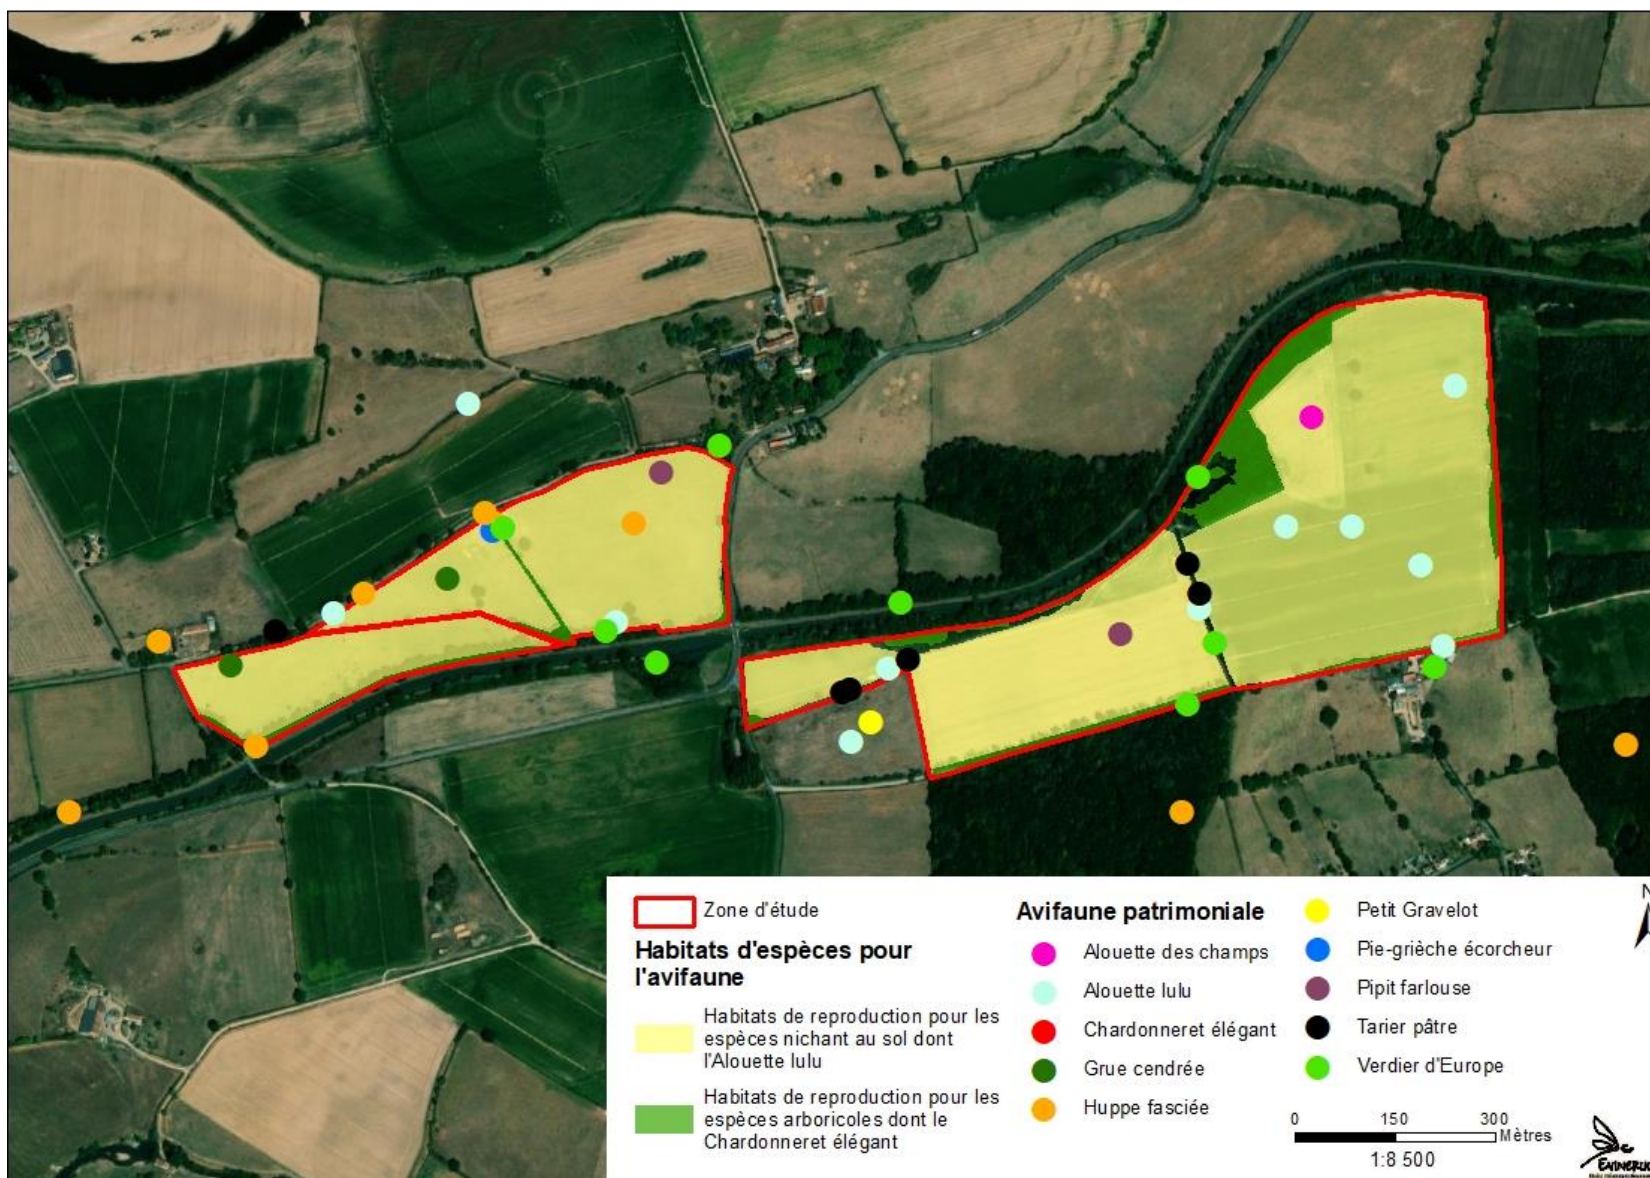 Zone d'étude
Habitats d'espèces pour
l'avifaune
Habitats de reproduction pour les
espèces nichant au sol dont
l'Alouette lulu
Habitats de reproduction pour les
espèces arboricoles dont le
Chardonneret élégant
Avifaune patrimoniale
Alouette des champs
Alouette lulu
Chardonneret élégant
Grue cendrée
Huppe fasciée
Petit Gravelot
Pie-grièche écorcheur
Pipit farlouse
Tarier pâtre
Verdier d'Europe
0 150 300
Mètres
1:8 500
N